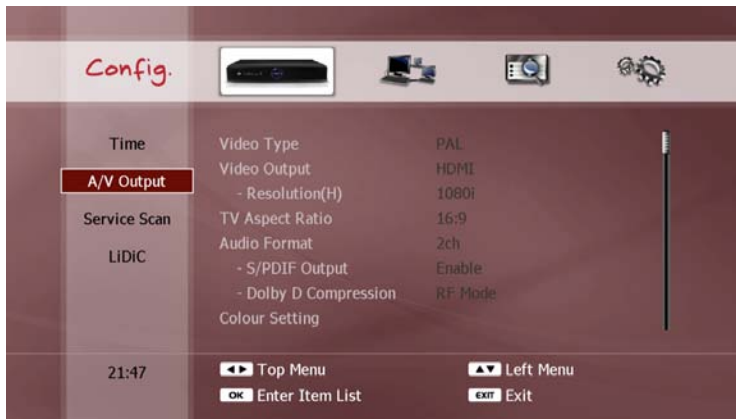 Config.
Time
A/V Output
Service Scan
LiDiC
Video Type PAL
Video Output HDMI
- Resolution(H) 1080i
TV Aspect Ratio 16:9
Audio Format 2ch
- S/PDIF Output Enable
- Dolby D Compression RF Mode
Colour Setting
21:47
Top Menu
Left Menu
OK Enter Item List
EXIT Exit